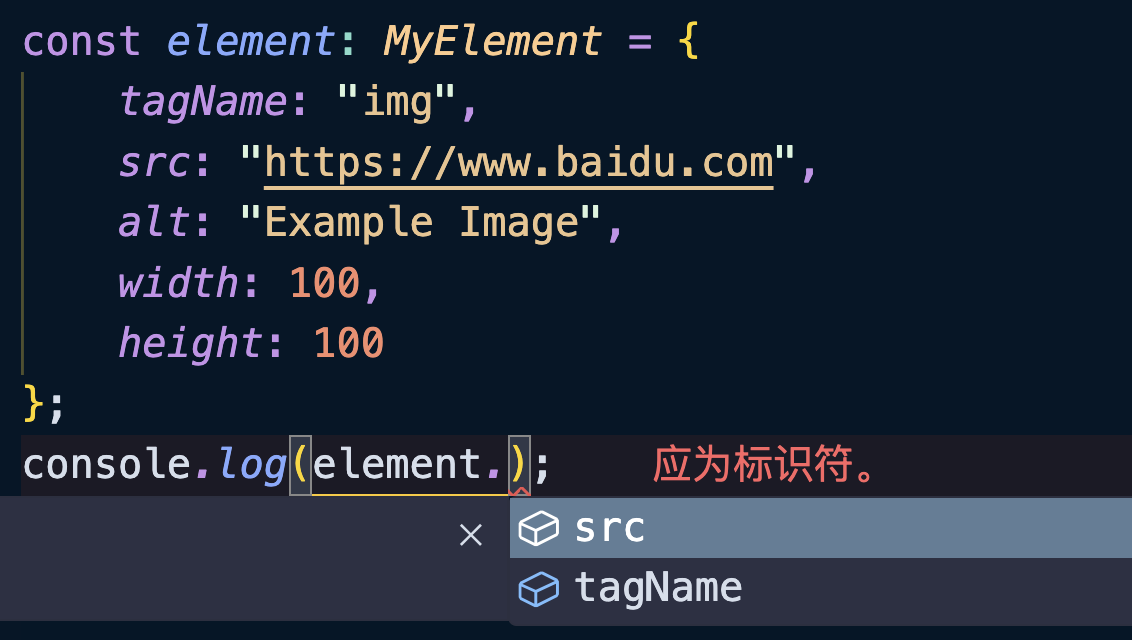 const element: MyElement = {
tagName: "img",
src: "https://www.baidu.com",
alt: "Example Image",
width: 100,
height: 100
};
console.log(element.); 应为标识符。
src
tagName